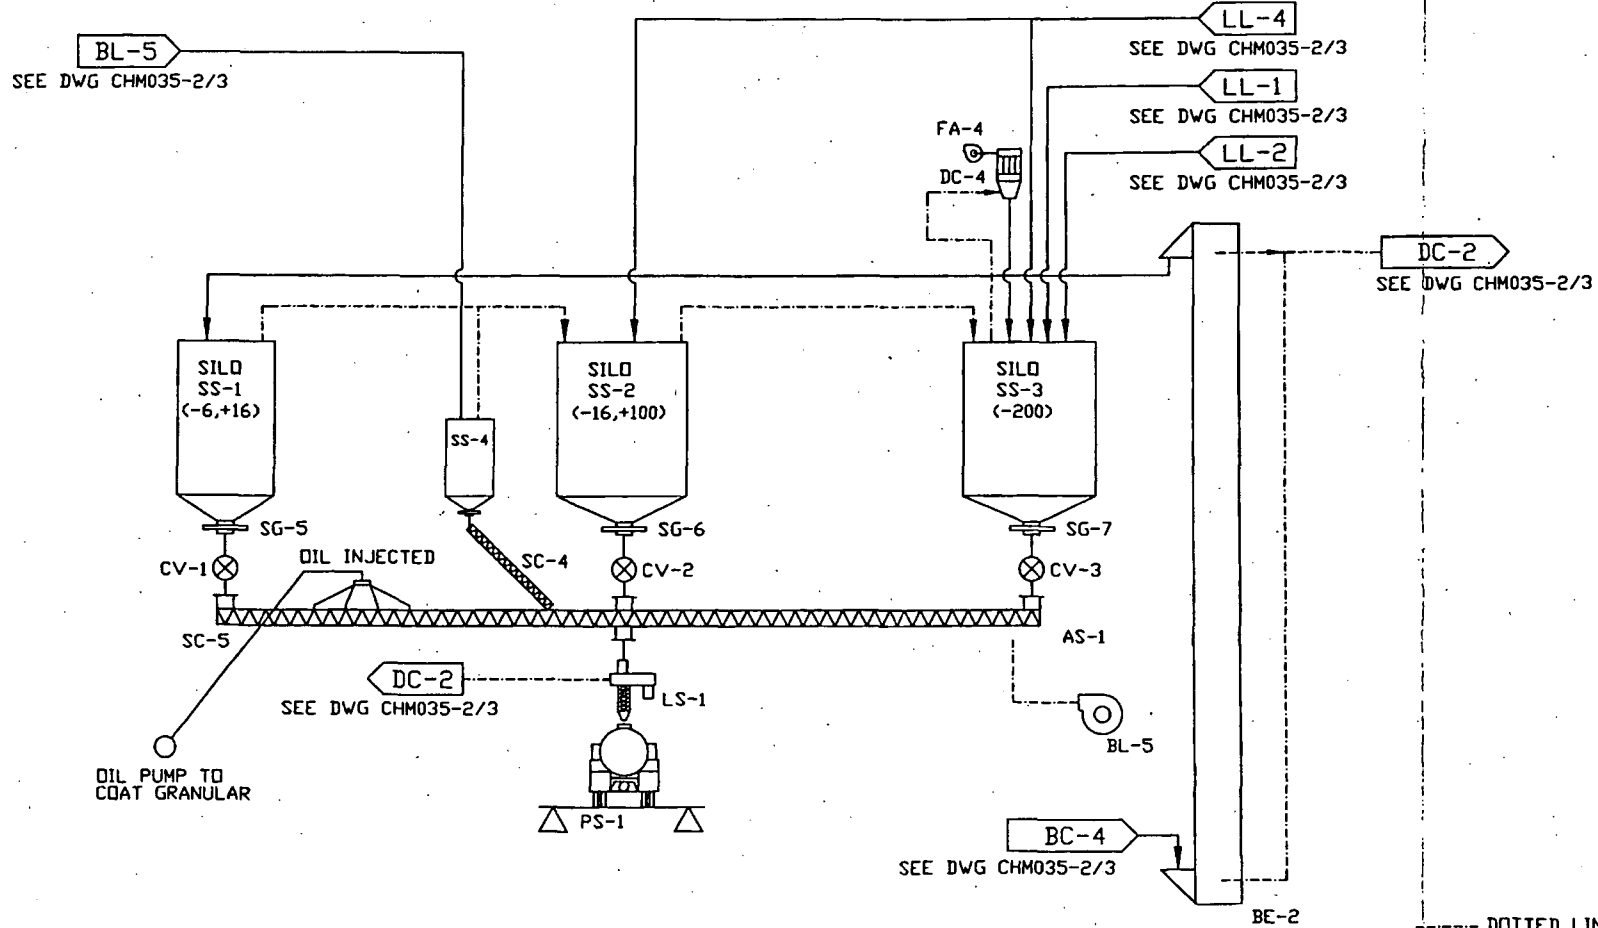 LL-4
SEE DWG CHM035-2/3
BL-5
SEE DWG CHM035-2/3
LL-1
SEE DWG CHM035-2/3
FA-4
LL-2
DC-4
SEE DWG CHM035-2/3
DC-2
SEE DWG CHM035-2/3
SILO
SS-1
(-6,+16)
SILO
SS-2
(-16,+100)
SILO
SS-3
(-200)
SS-4
SG-5
SG-6
SG-7
OIL INJECTED
SC-4
CV-1
CV-2
CV-3
SC-5
AS-1
DC-2
SEE DWG CHM035-2/3
LS-1
BL-5
OIL PUMP TO
COAT GRANULAR
PS-1
BC-4
SEE DWG CHM035-2/3
BE-2
DOTTED LIN